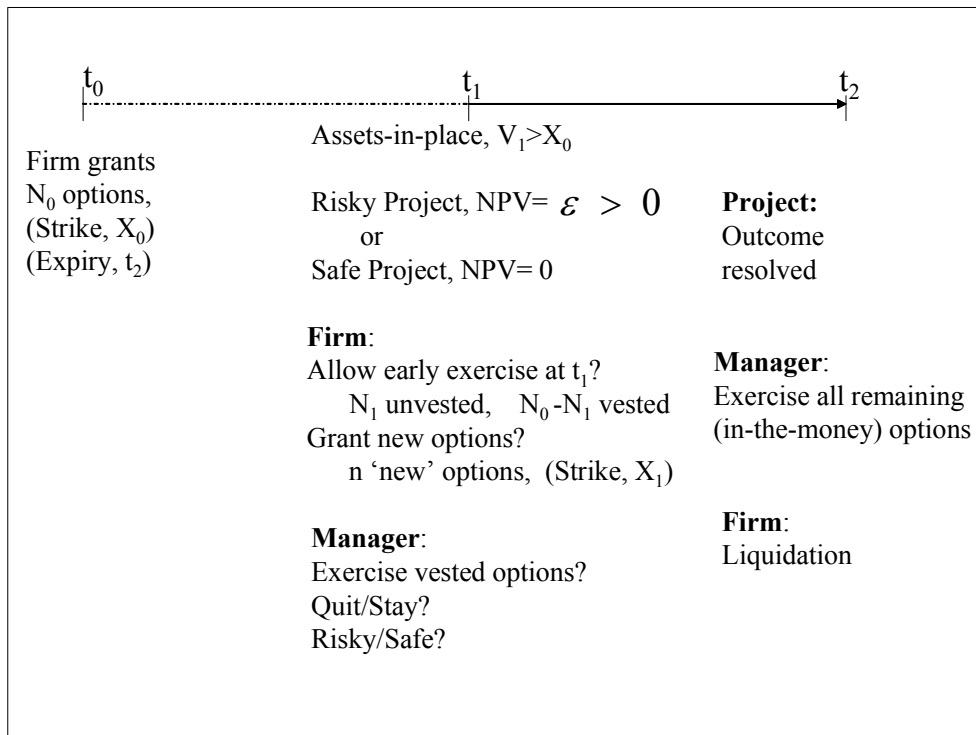 t₀ t₁ t₂
Firm grants
N₀ options,
(Strike, X₀)
(Expiry, t₂)
Assets-in-place, V₁>X₀
Risky Project, NPV= ε > 0
or
Safe Project, NPV= 0
Firm:
Allow early exercise at t₁?
N₁ unvested, N₀-N₁ vested
Grant new options?
n ‘new’ options, (Strike, X₁)
Manager:
Exercise vested options?
Quit/Stay?
Risky/Safe?
Project:
Outcome
resolved
Manager:
Exercise all remaining
(in-the-money) options
Firm:
Liquidation